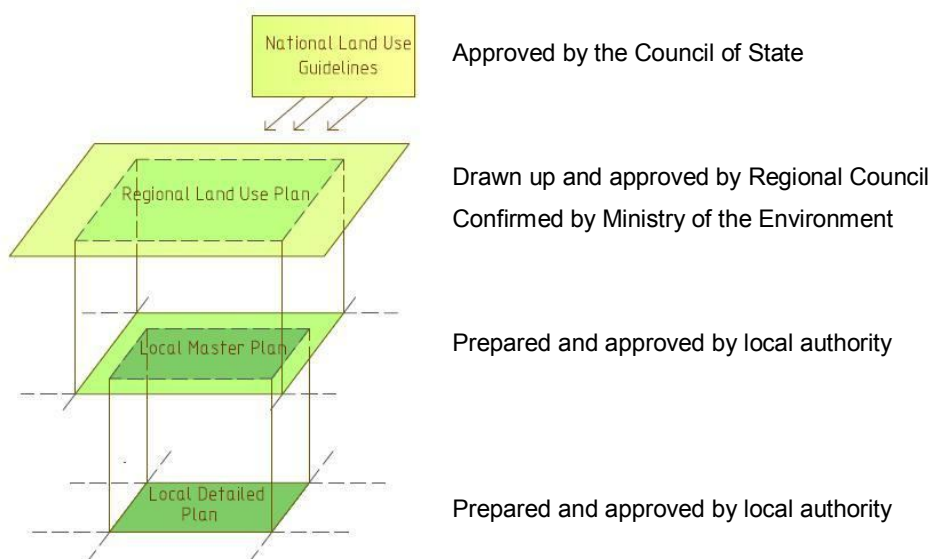 National Land Use
Guidelines
Approved by the Council of State
Regional Land Use Plan
Drawn up and approved by Regional Council
Confirmed by Ministry of the Environment
Local Master Plan
Prepared and approved by local authority
Local Detailed
Plan
Prepared and approved by local authority